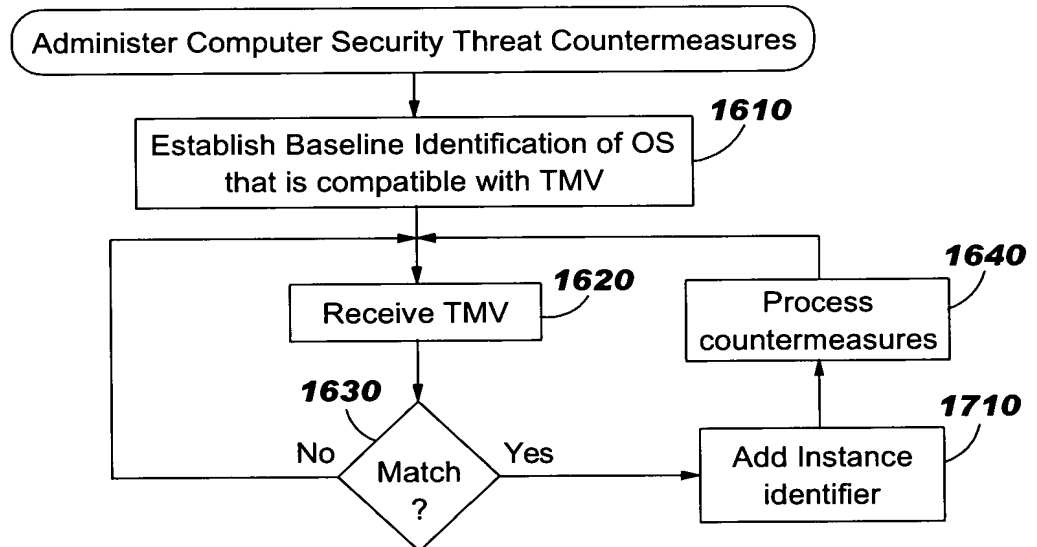 Administer Computer Security Threat Countermeasures
1610
Establish Baseline Identification of OS
that is compatible with TMV
1620
Receive TMV
1640
Process
countermeasures
1630
No
Match
?
Yes
1710
Add Instance
identifier